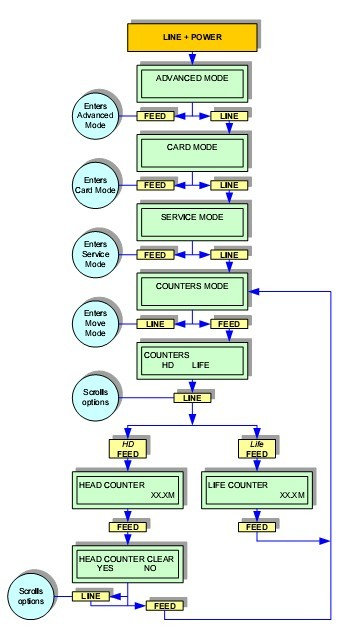 LINE + POWER
ADVANCED MODE
Enters
Advanced
Mode
FEED
LINE
CARD MODE
Enters
Card Mode
FEED
LINE
SERVICE MODE
Enters
Service
Mode
FEED
LINE
COUNTERS MODE
Enters
Move
Mode
LINE
FEED
COUNTERS
HD LIFE
Scrolls
options
LINE
HD
FEED
Life
FEED
HEAD COUNTER
XX.XM
LIFE COUNTER
XX.XM
FEED
FEED
HEAD COUNTER CLEAR
YES NO
Scrolls
options
LINE
FEED